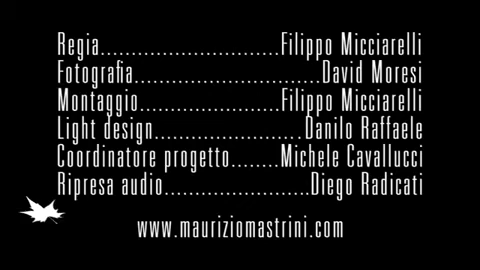 Regia............................Filippo Micciarelli
Fotografia.............................David Moresi
Montaggio......................Filippo Micciarelli
Light design.......................Danilo Raffaele
Coordinatore progetto........Michele Cavallucci
Ripresa audio.......................Diego Radicati
www.mauriziomastrini.com